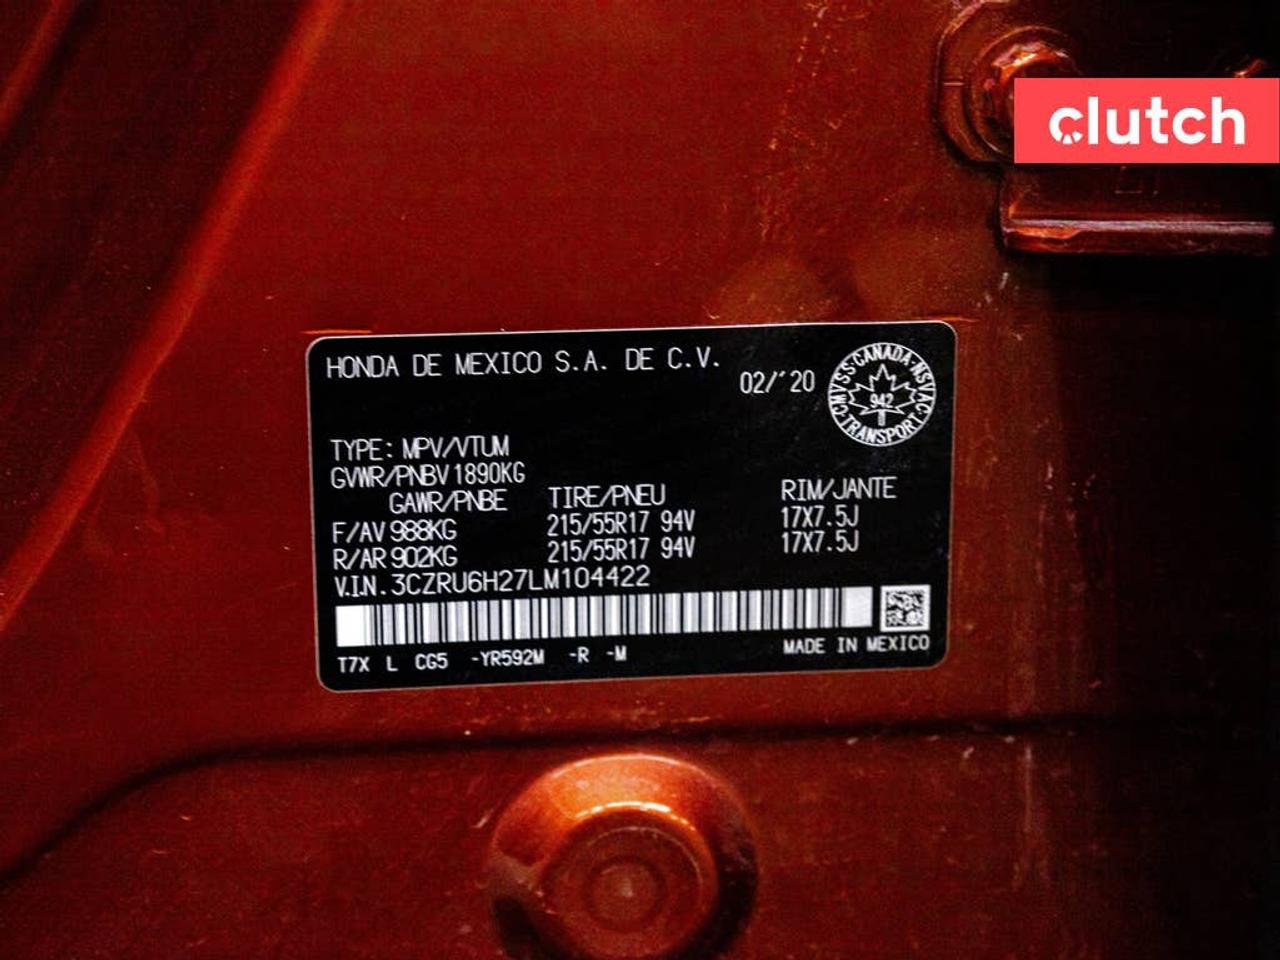 clutch
HONDA DE MEXICO S.A. DE C.V.
02/'20
CMVSS·CANADA·NSVAC·TRANSPORT
942
TYPE: MPV/VTUM
GVWR/PNBV 1890KG
GAWR/PNBE TIRE/PNEU RIM/JANTE
F/AV 988KG 215/55R17 94V 17X7.5J
R/AR 902KG 215/55R17 94V 17X7.5J
V.I.N. 3CZRU6H27LM104422
T7X L CG5 -YR592M -R -M MADE IN MEXICO